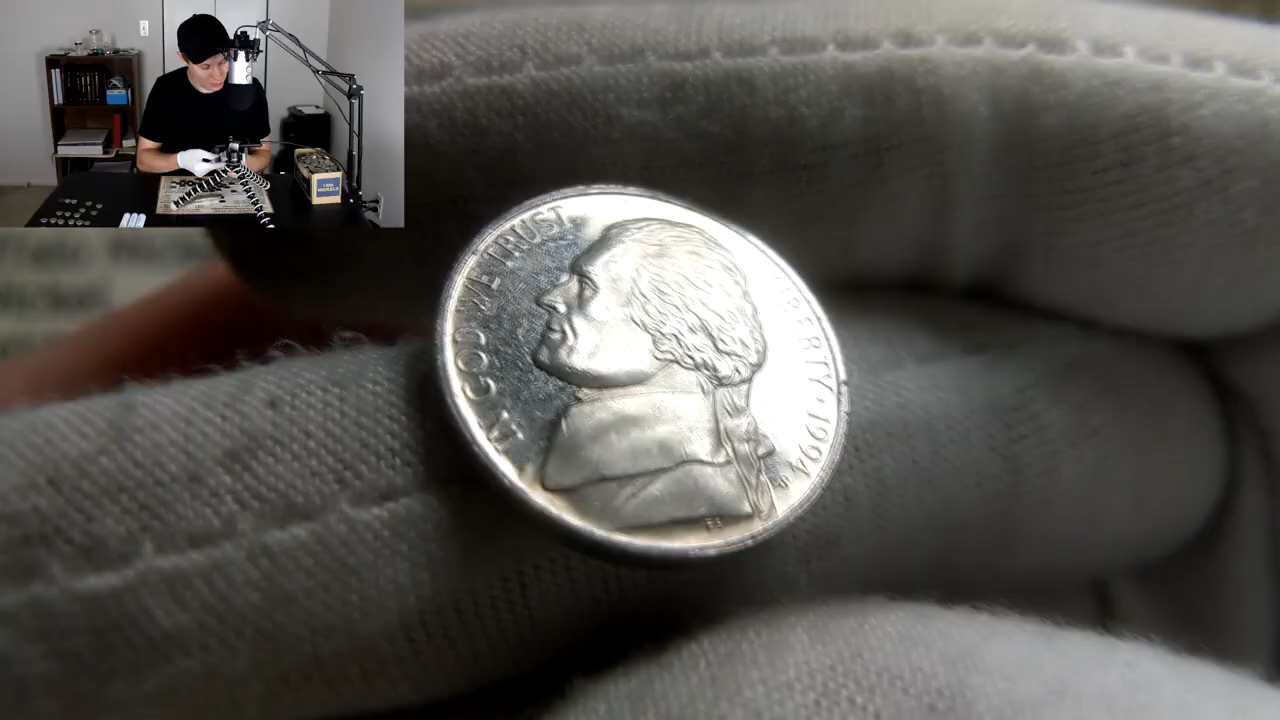 IN GOD WE TRUST
LIBERTY • 1994
S
FS
NICKELS